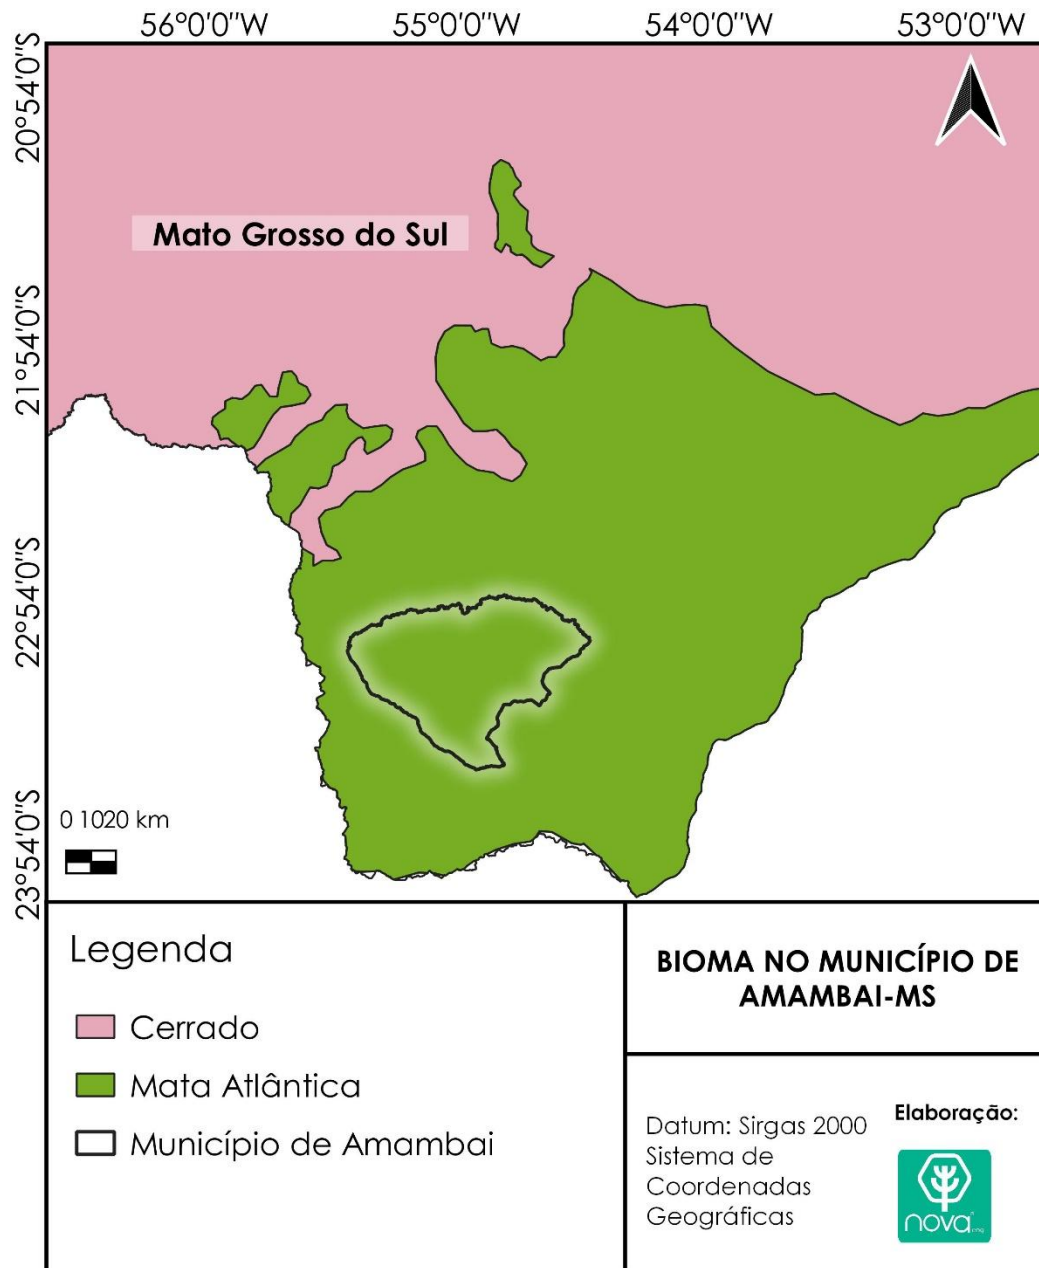 56°0'0"W 55°0'0"W 54°0'0"W 53°0'0"W
20°54'0"S
Mato Grosso do Sul
21°54'0"S
22°54'0"S
23°54'0"S
0 1020 km
Legenda
Cerrado
Mata Atlântica
Município de Amambai
BIOMA NO MUNICÍPIO DE
AMAMBAI-MS
Datum: Sirgas 2000
Sistema de
Coordenadas
Geográficas
Elaboração:
nova